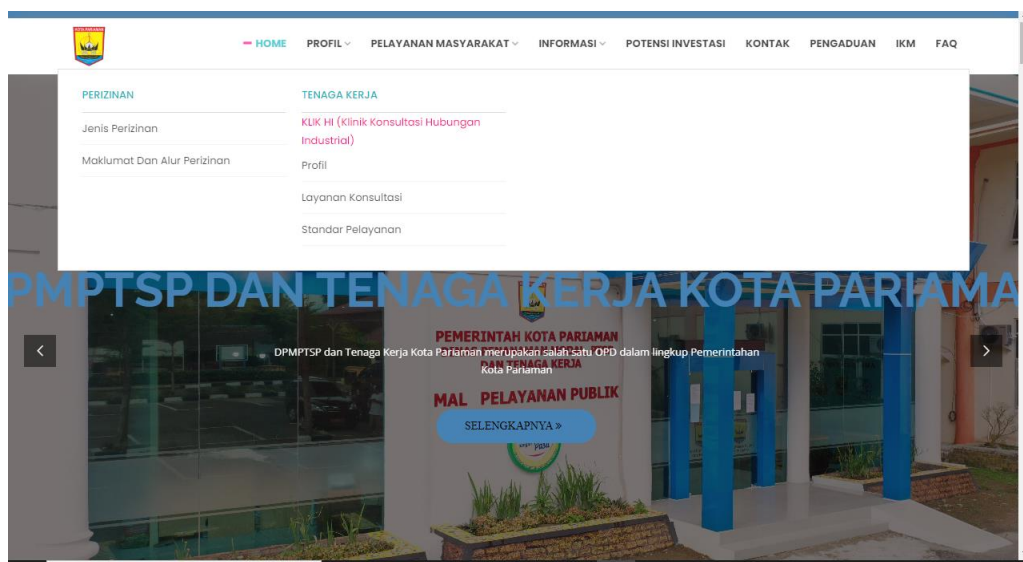 KOTA PARIAMAN
HOME PROFIL PELAYANAN MASYARAKAT INFORMASI POTENSI INVESTASI KONTAK PENGADUAN IKM FAQ
PERIZINAN
Jenis Perizinan
Maklumat Dan Alur Perizinan
TENAGA KERJA
KLIK HI (Klinik Konsultasi Hubungan
Industrial)
Profil
Layanan Konsultasi
Standar Pelayanan
PMPTSP DAN TENAGA KERJA KOTA PARIAMA
PEMERINTAH KOTA PARIAMAN
DPMPTSP dan Tenaga Kerja Kota Pariaman merupakan salah satu OPD dalam lingkup Pemerintahan
Kota Pariaman
DAN TENAGA KERJA
MAL PELAYANAN PUBLIK
SELENGKAPNYA »